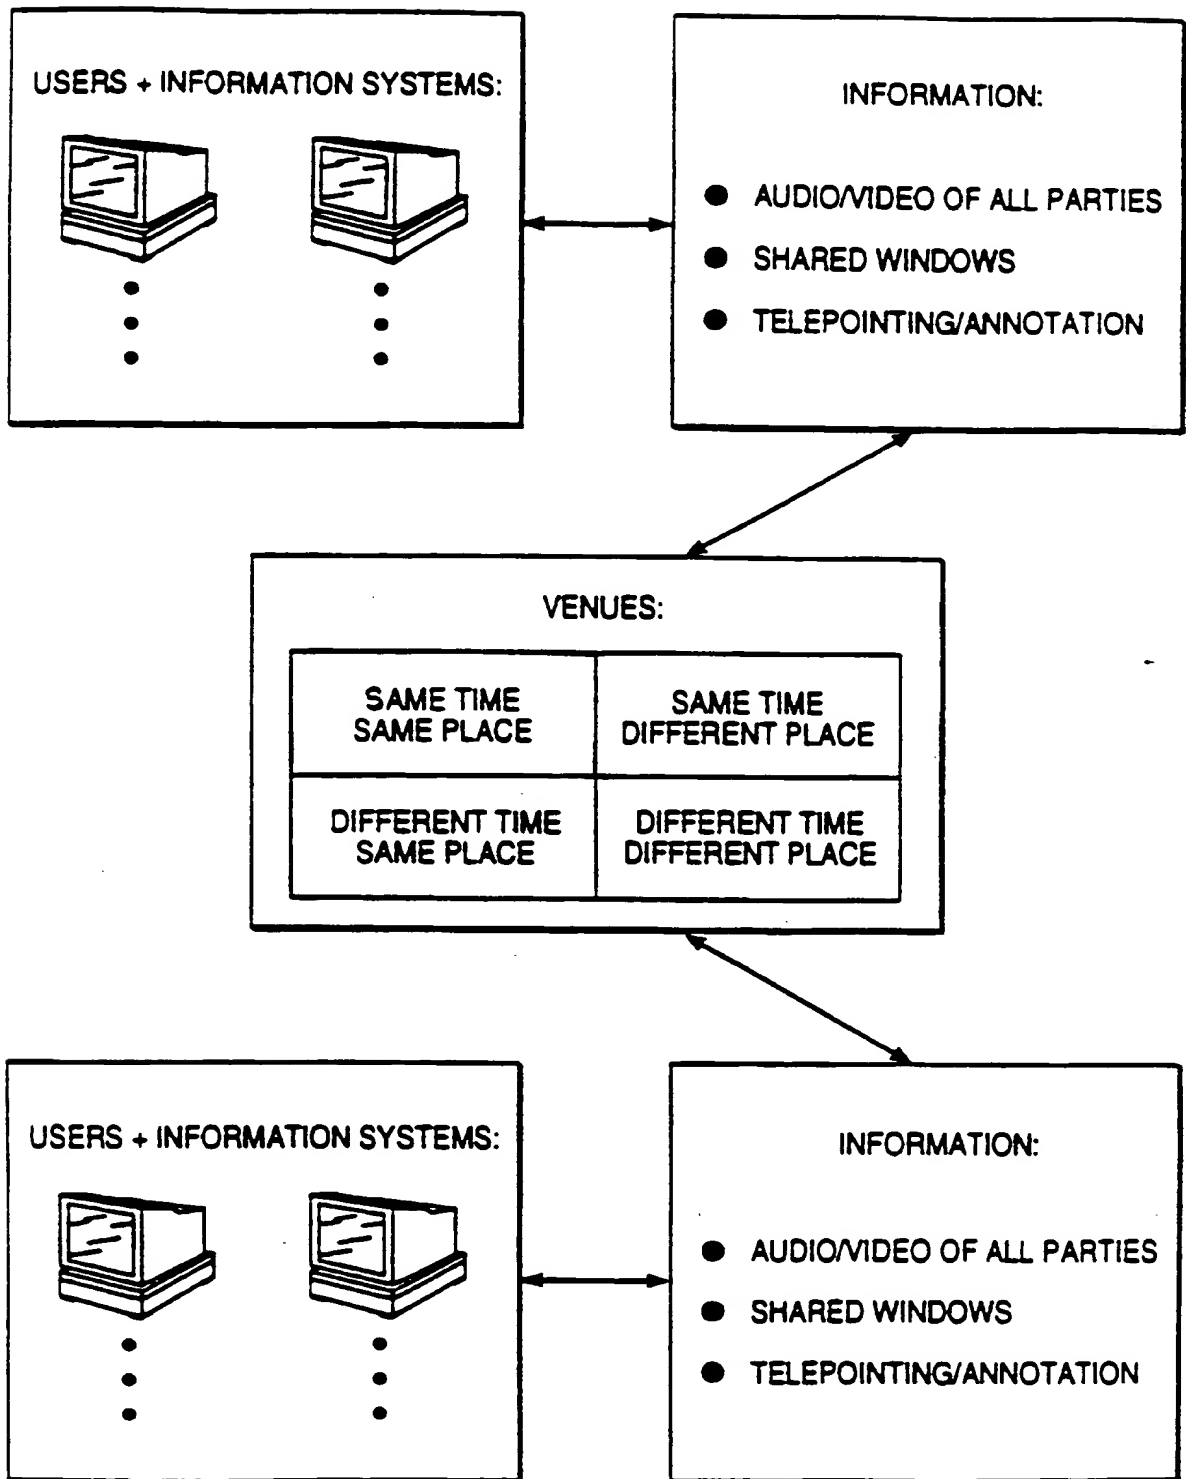 USERS + INFORMATION SYSTEMS:
INFORMATION:
AUDIO/VIDEO OF ALL PARTIES
SHARED WINDOWS
TELEPOINTING/ANNOTATION
VENUES:
SAME TIME
SAME PLACE
SAME TIME
DIFFERENT PLACE
DIFFERENT TIME
SAME PLACE
DIFFERENT TIME
DIFFERENT PLACE
USERS + INFORMATION SYSTEMS:
INFORMATION:
AUDIO/VIDEO OF ALL PARTIES
SHARED WINDOWS
TELEPOINTING/ANNOTATION